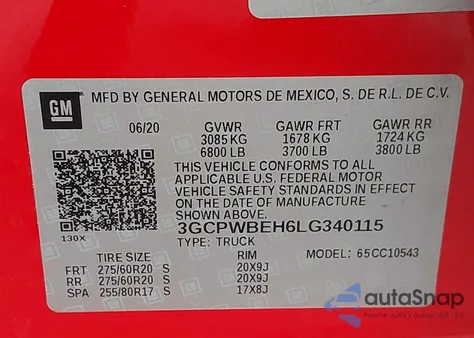 GM MFD BY GENERAL MOTORS DE MEXICO, S. DE R.L. DE C.V.
06/20 GVWR GAWR FRT GAWR RR
3085 KG 1678 KG 1724 KG
6800 LB 3700 LB 3800 LB
THIS VEHICLE CONFORMS TO ALL
APPLICABLE U.S. FEDERAL MOTOR
VEHICLE SAFETY STANDARDS IN EFFECT
ON THE DATE OF MANUFACTURE
SHOWN ABOVE.
130X 3GCPWBEH6LG340115
TYPE: TRUCK MODEL: 65CC10543
TIRE SIZE RIM
FRT 275/60R20 S 20X9J
RR 275/60R20 S 20X9J
SPA 255/80R17 S 17X8J
autoSnap